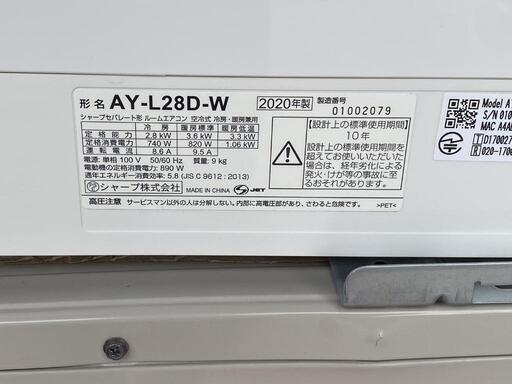 形名 AY-L28D-W 2020年製 製造番号 01002079
シャープセパレート形 ルームエアコン 空冷式 冷房・暖房兼用
冷房 暖房標準 暖房低温
定格能力 2.8 kW 3.6 kW 3.3 kW
定格消費電力 740 W 820 W 1.06 kW
運転電流 8.6 A 9.5 A
電源:単相 100 V 50/60 Hz 質量:9 kg
電動機の定格消費電力:890 W
通年エネルギー消費効率:5.8 (JIS C 9612:2013)
シャープ株式会社 MADE IN CHINA JET
【設計上の標準使用期間】
10年
設計上の標準使用期間を
超えてお使いいただいた
場合は、経年劣化による
発火・けが等の事故に至
るおそれがあります。
高圧注意 サービスマン以外の人は開けないでください。内部に高電圧部があり、さわると危険です。
>PET<
Model A
S/N 010
MAC A4A
D17002
020-170